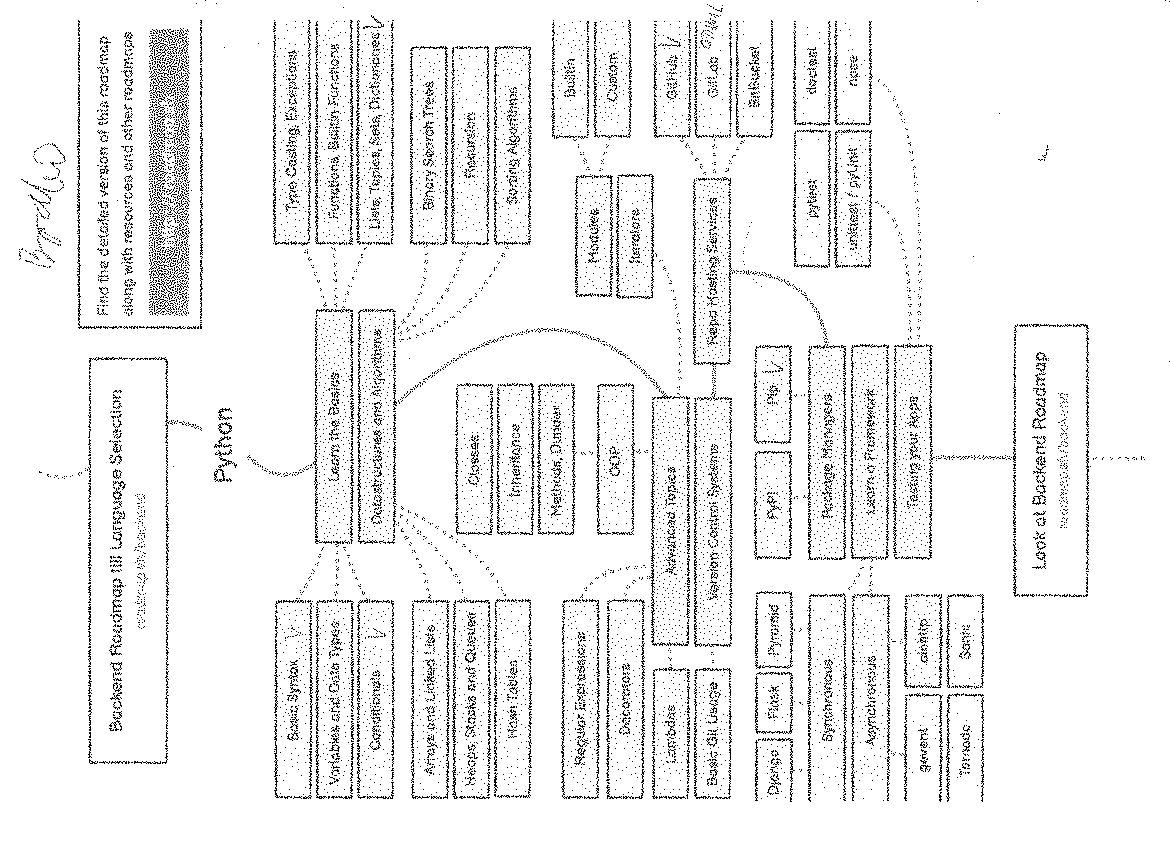 Find the detailed version of this roadmap
along with resources and other roadmaps
Backend Roadmap till Language Selection
Python
Learn the Basics
Datastructures and Algorithms
Basic Syntax
Variables and Data Types
Conditionals
Type Casting, Exceptions
Functions, Builtin Functions
Lists, Tuples, Sets, Dictionaries
Arrays and Linked Lists
Heaps, Stacks and Queues
Hash Tables
Binary Search Trees
Recursion
Sorting Algorithms
Classes
Inheritance
Methods, Dunder
OOP
Builtin
Custom
Modules
Iterators
Regular Expressions
Decorators
Lambdas
Advanced Topics
Version Control Systems
Basic Git Usage
Repo Hosting Services
GitHub
GitLab
Bitbucket
PyPI
Pip
Package Managers
Learn a Framework
Testing your Apps
Django
Flask
Pyramid
Synchronous
Asynchronous
gevent
aiohttp
Tornado
Sanic
pytest
doctest
unittest / pyUnit
nose
Look at Backend Roadmap